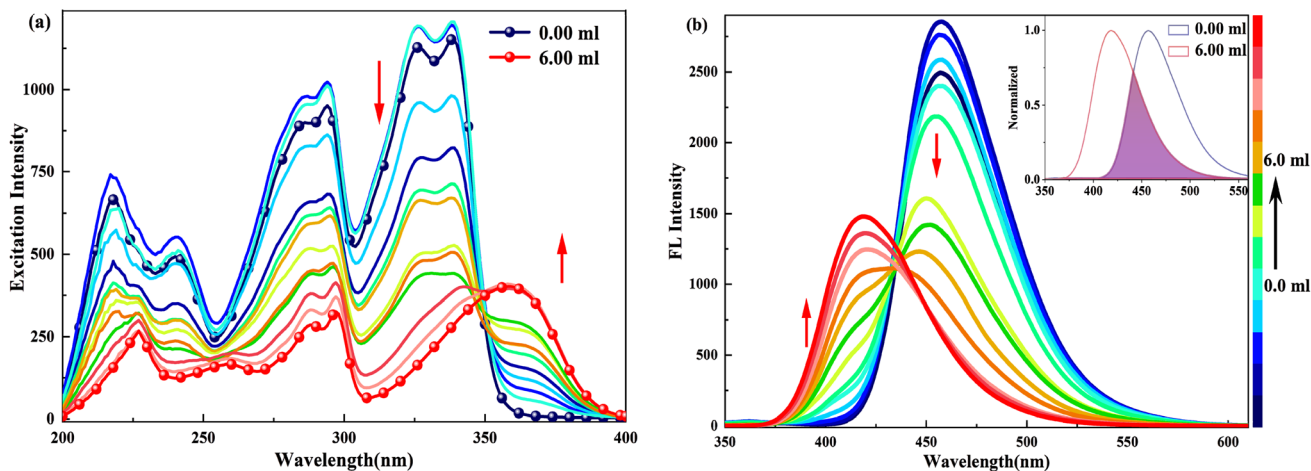 (a)
0.00 ml
6.00 ml
Excitation Intensity
1000
750
500
250
0
200
250
300
350
400
Wavelength(nm)
(b)
FL Intensity
2500
2000
1500
1000
500
0
350
400
450
500
550
600
Wavelength(nm)
Normalized
1.0
0.5
0.0
350
400
450
500
550
0.00 ml
6.00 ml
6.0 ml
0.0 ml